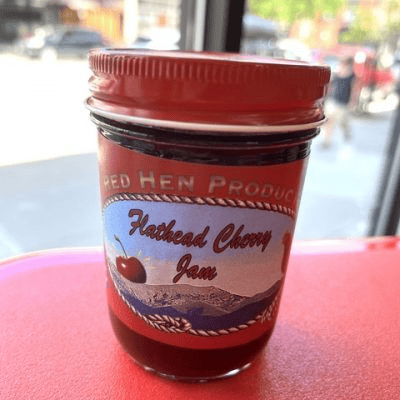 RED HEN PRODUC
Flathead Cherry
Jam